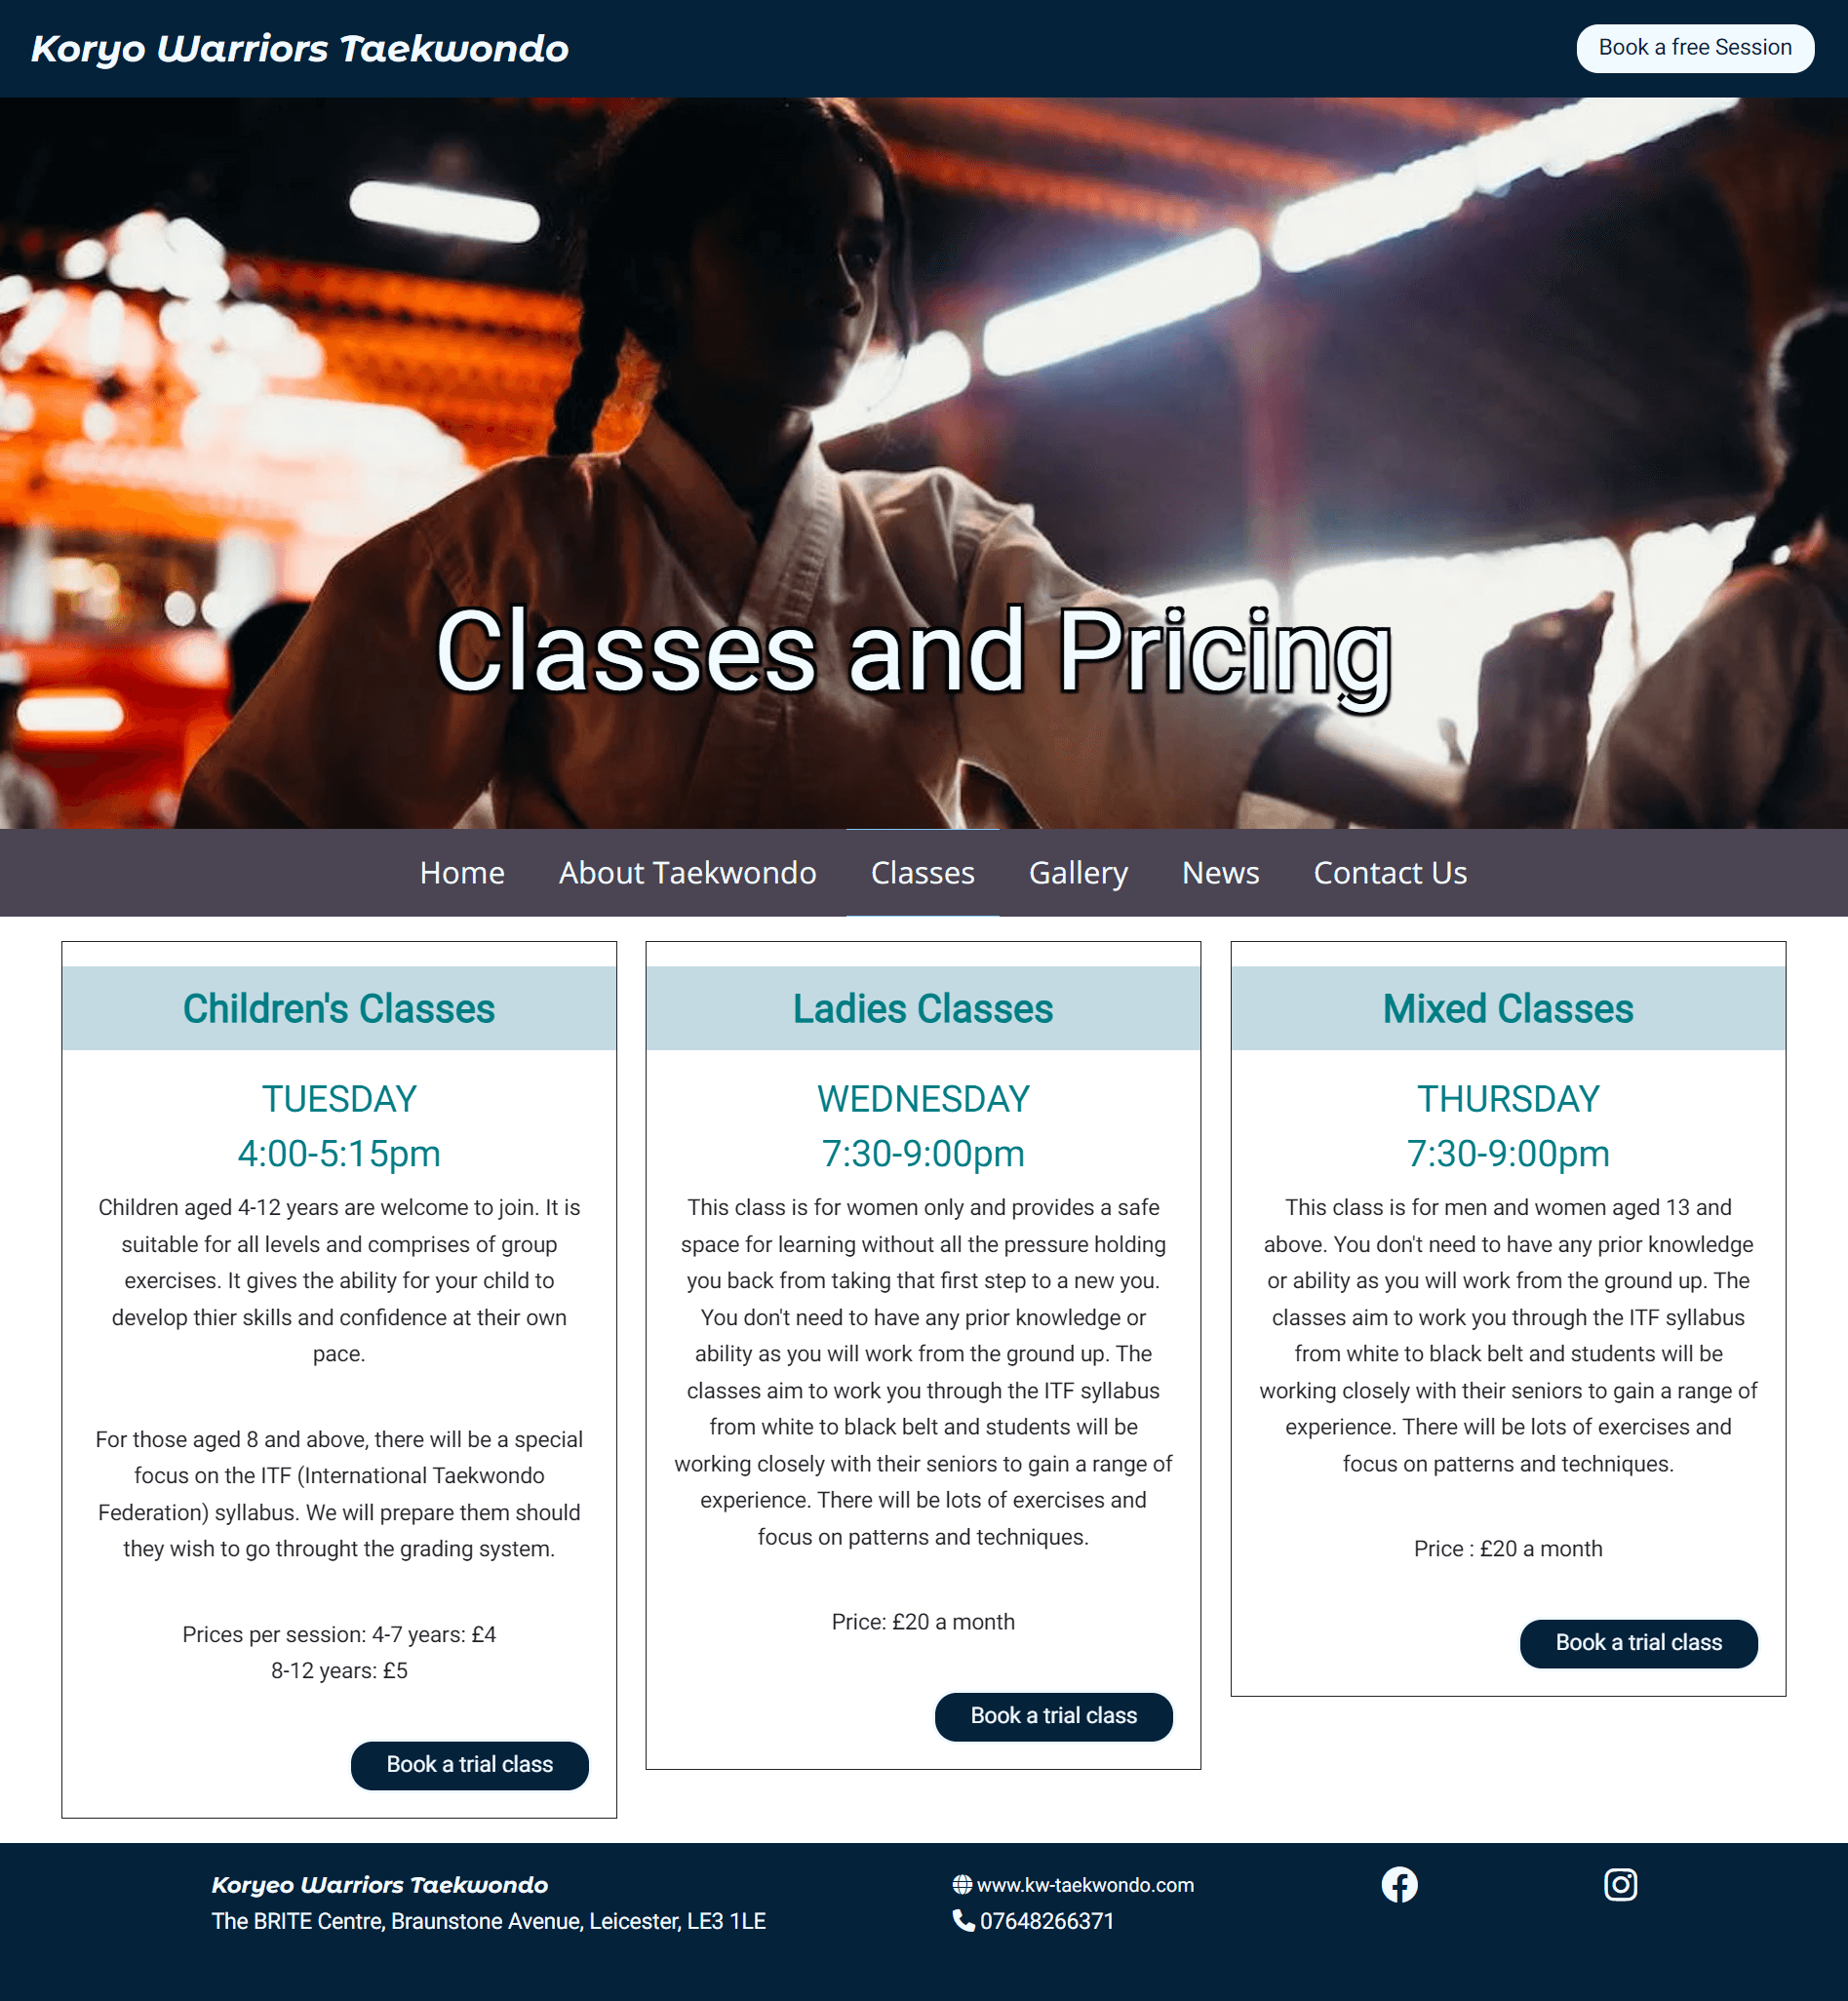 Koryo Warriors Taekwondo
Book a free Session
Classes and Pricing
Home About Taekwondo Classes Gallery News Contact Us
Children's Classes
TUESDAY
4:00-5:15pm
Children aged 4-12 years are welcome to join. It is
suitable for all levels and comprises of group
exercises. It gives the ability for your child to
develop thier skills and confidence at their own
pace.
For those aged 8 and above, there will be a special
focus on the ITF (International Taekwondo
Federation) syllabus. We will prepare them should
they wish to go throught the grading system.
Prices per session: 4-7 years: £4
8-12 years: £5
Book a trial class
Ladies Classes
WEDNESDAY
7:30-9:00pm
This class is for women only and provides a safe
space for learning without all the pressure holding
you back from taking that first step to a new you.
You don't need to have any prior knowledge or
ability as you will work from the ground up. The
classes aim to work you through the ITF syllabus
from white to black belt and students will be
working closely with their seniors to gain a range of
experience. There will be lots of exercises and
focus on patterns and techniques.
Price: £20 a month
Book a trial class
Mixed Classes
THURSDAY
7:30-9:00pm
This class is for men and women aged 13 and
above. You don't need to have any prior knowledge
or ability as you will work from the ground up. The
classes aim to work you through the ITF syllabus
from white to black belt and students will be
working closely with their seniors to gain a range of
experience. There will be lots of exercises and
focus on patterns and techniques.
Price : £20 a month
Book a trial class
Koryeo Warriors Taekwondo
The BRITE Centre, Braunstone Avenue, Leicester, LE3 1LE
www.kw-taekwondo.com
07648266371